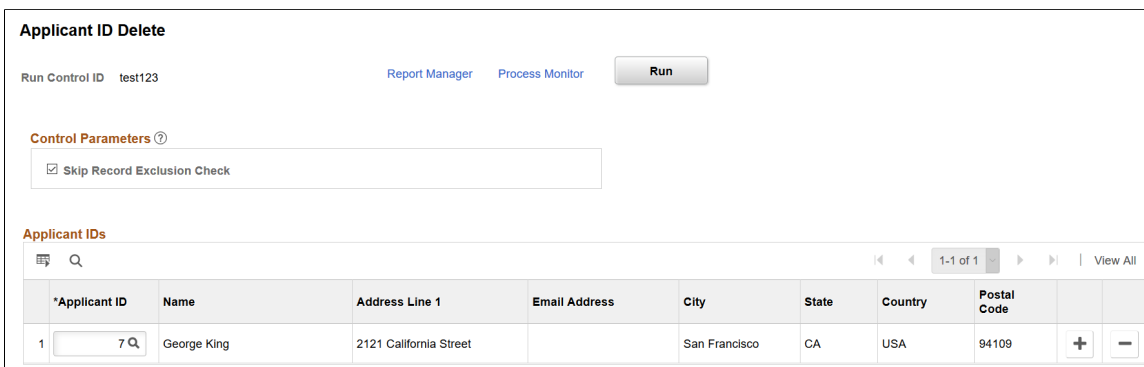 Applicant ID Delete
Run Control ID test123 Report Manager Process Monitor Run
Control Parameters ?
Skip Record Exclusion Check
Applicant IDs
1-1 of 1 | View All
*Applicant ID Name Address Line 1 Email Address City State Country Postal Code
1 7 George King 2121 California Street San Francisco CA USA 94109